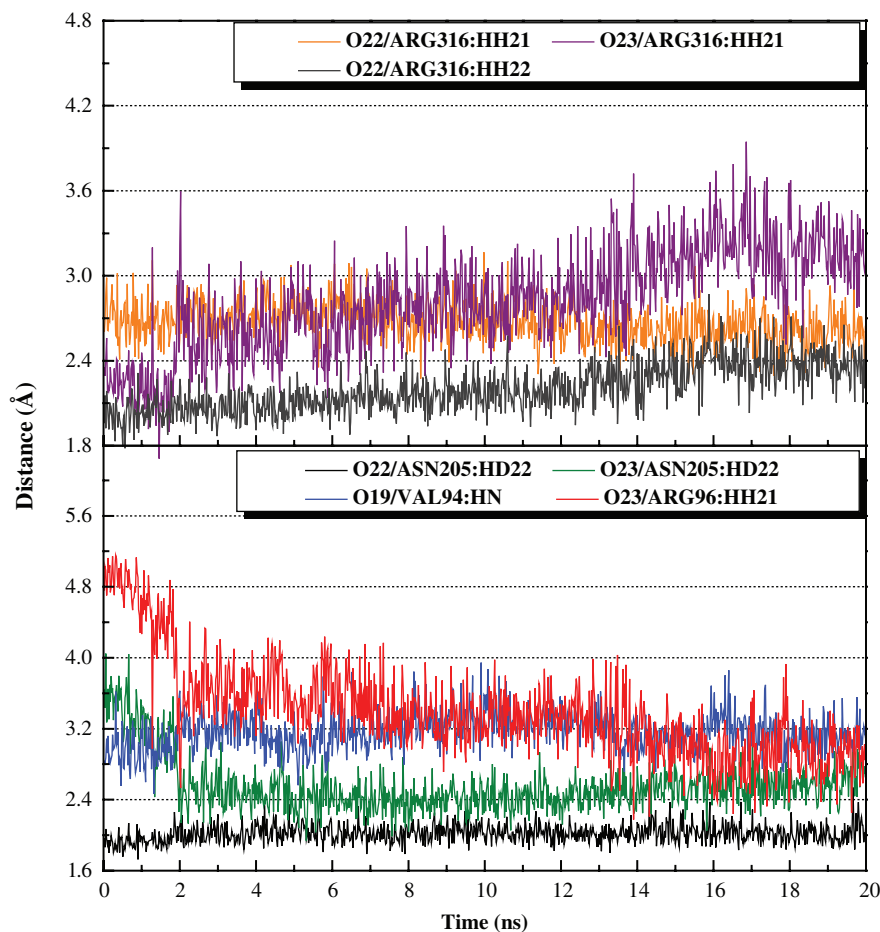 4.8
O22/ARG316:HH21 O23/ARG316:HH21
O22/ARG316:HH22
4.2
3.6
3.0
2.4
1.8
Distance (Å)
O22/ASN205:HD22 O23/ASN205:HD22
O19/VAL94:HN O23/ARG96:HH21
5.6
4.8
4.0
3.2
2.4
1.6
0 2 4 6 8 10 12 14 16 18 20
Time (ns)